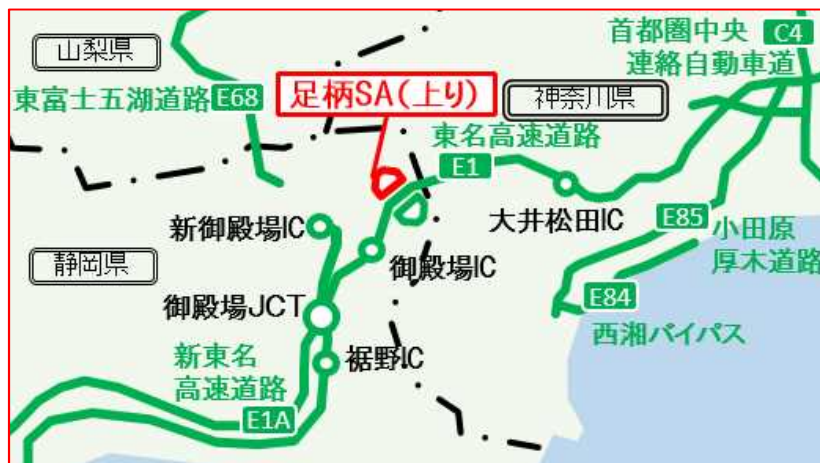 首都圏中央
連絡自動車道
C4
山梨県
東富士五湖道路
E68
足柄SA(上り)
神奈川県
東名高速道路
E1
新御殿場IC
大井松田IC
E85
小田原
厚木道路
静岡県
御殿場IC
御殿場JCT
E84
西湘バイパス
新東名
高速道路
裾野IC
E1A